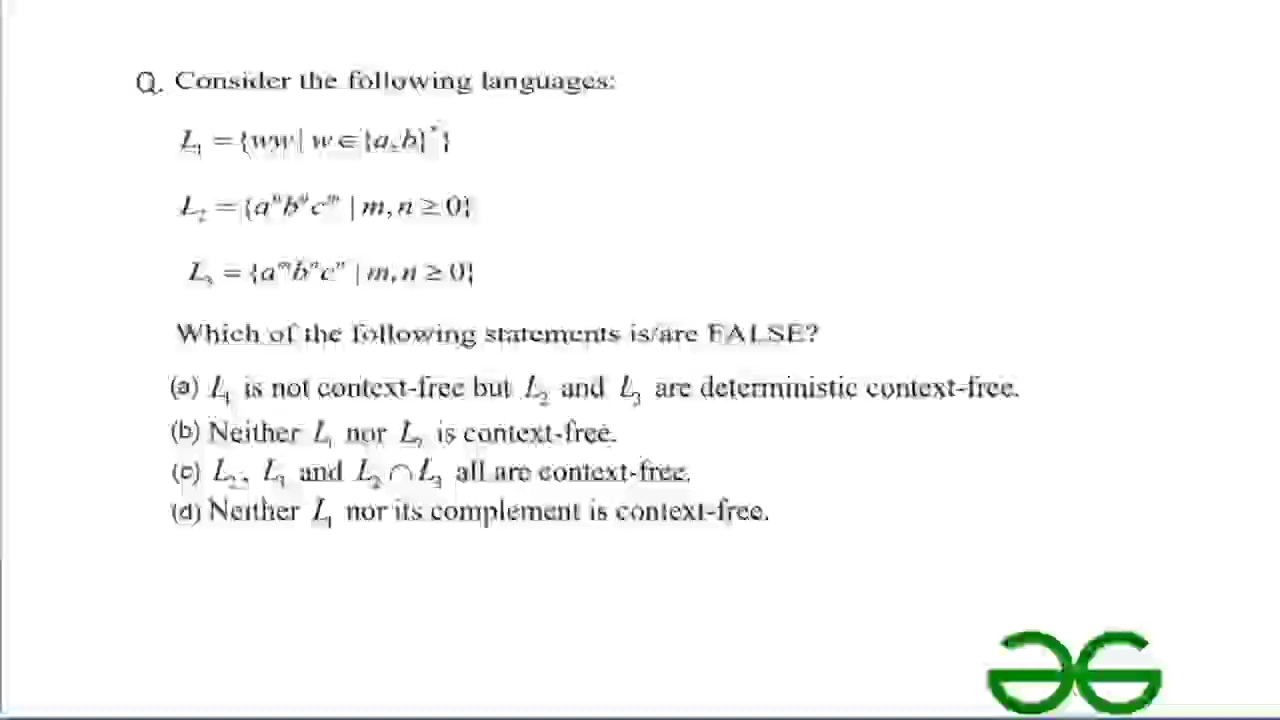 Q. Consider the following languages:
L₁ = {ww | w ∈ {a,b}*}
L₂ = {aⁿbⁿcᵐ | m, n ≥ 0}
L₃ = {aᵐbⁿcⁿ | m, n ≥ 0}
Which of the following statements is/are FALSE?
(a) L₁ is not context-free but L₂ and L₃ are deterministic context-free.
(b) Neither L₁ nor L₂ is context-free.
(c) L₂, L₃ and L₂ ∩ L₃ all are context-free.
(d) Neither L₁ nor its complement is context-free.